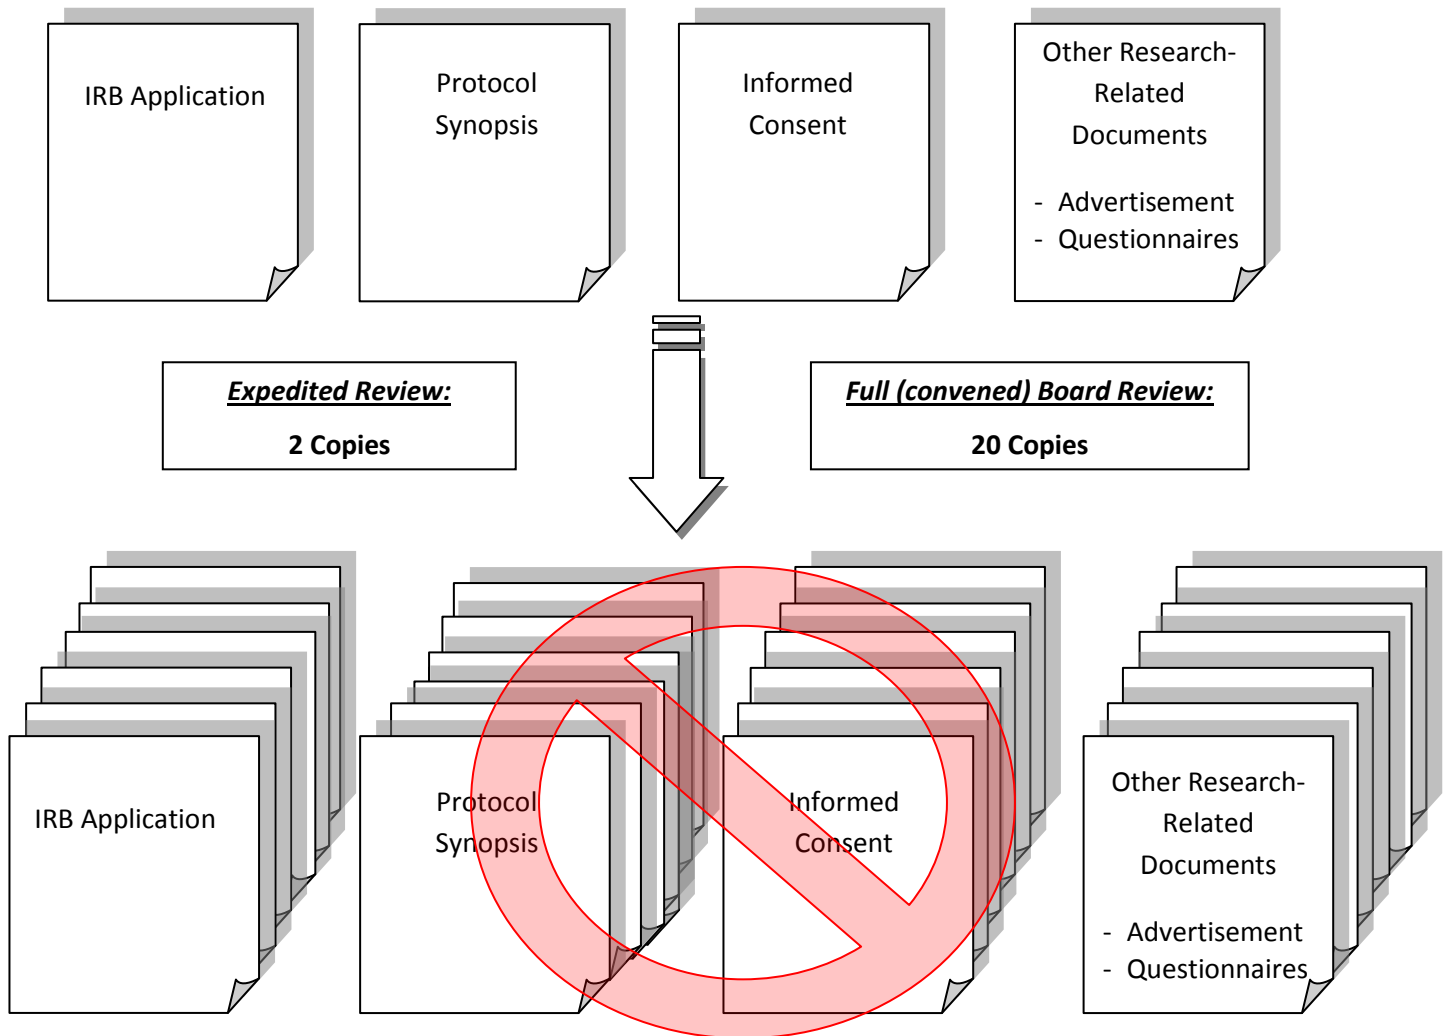 IRB Application
Protocol
Synopsis
Informed
Consent
Other Research-
Related
Documents
- Advertisement
- Questionnaires
Expedited Review:
2 Copies
Full (convened) Board Review:
20 Copies
IRB Application
Protocol
Synopsis
Informed
Consent
Other Research-
Related
Documents
- Advertisement
- Questionnaires